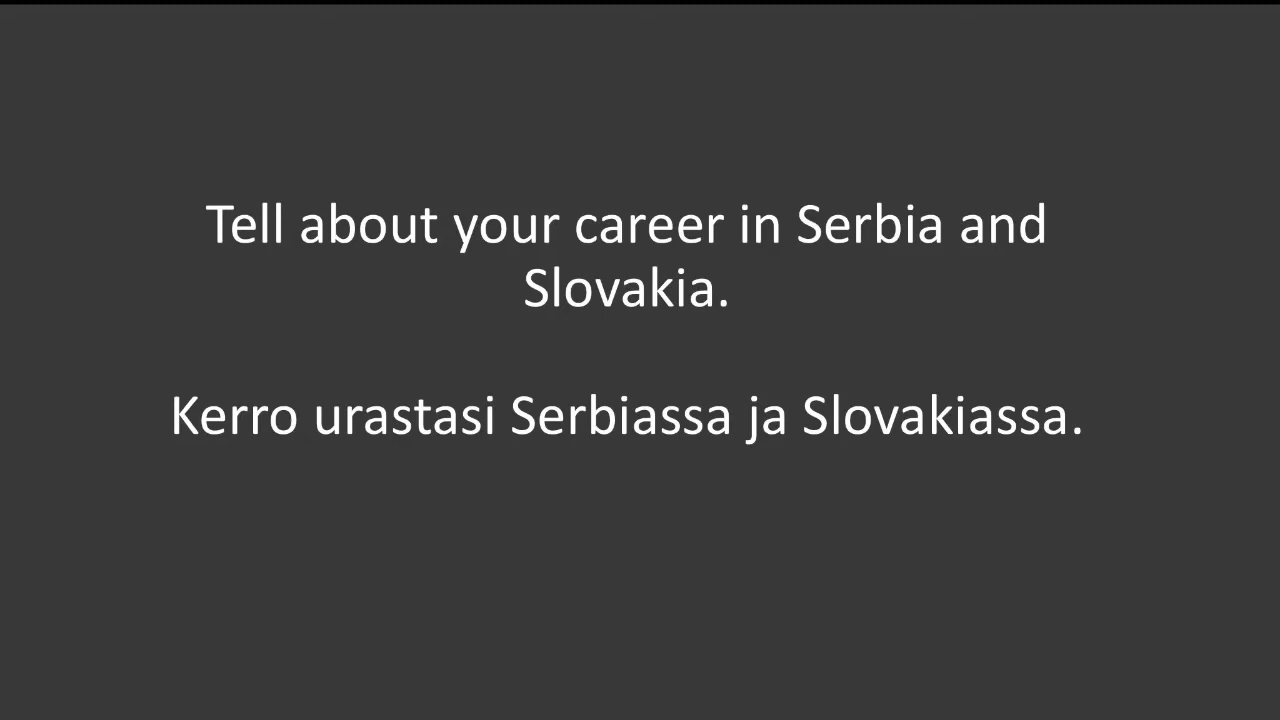 Tell about your career in Serbia and
Slovakia.
Kerro urastasi Serbiassa ja Slovakiassa.